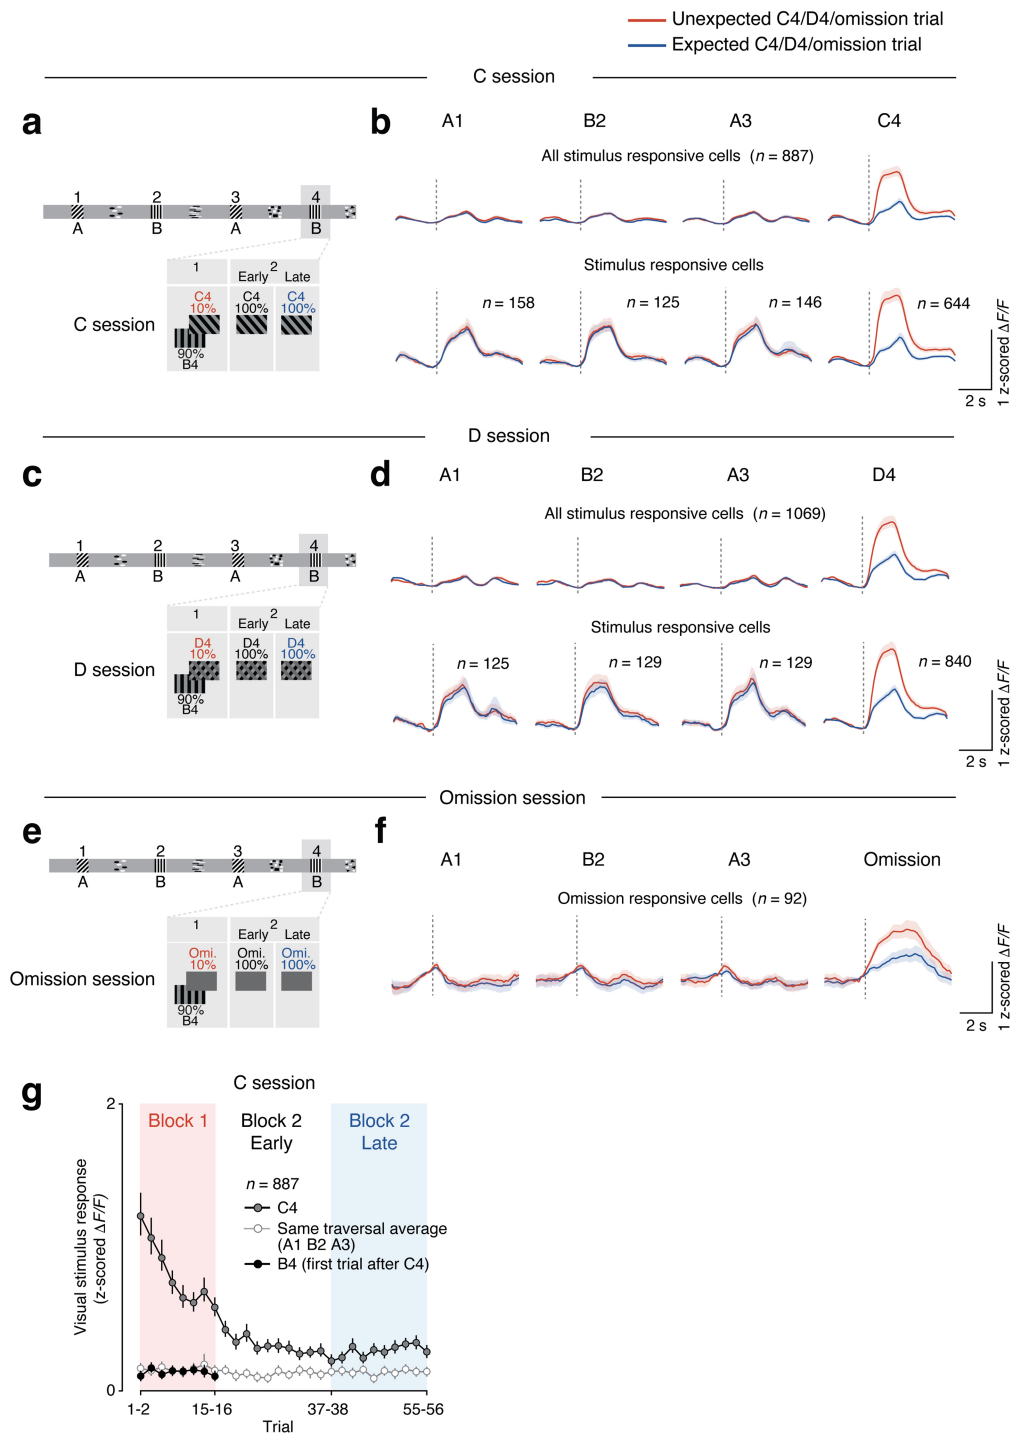 Unexpected C4/D4/omission trial
Expected C4/D4/omission trial
C session
a
1 2 3 4
A B A B
1 2
Early Late
C session
C4 C4 C4
10% 100% 100%
90%
B4
b
A1 B2 A3 C4
All stimulus responsive cells (n = 887)
Stimulus responsive cells
n = 158 n = 125 n = 146 n = 644
1 z-scored ΔF/F
2 s
D session
c
1 2 3 4
A B A B
1 2
Early Late
D session
D4 D4 D4
10% 100% 100%
90%
B4
d
A1 B2 A3 D4
All stimulus responsive cells (n = 1069)
Stimulus responsive cells
n = 125 n = 129 n = 129 n = 840
1 z-scored ΔF/F
2 s
Omission session
e
1 2 3 4
A B A B
1 2
Early Late
Omission session
Omi. Omi. Omi.
10% 100% 100%
90%
B4
f
A1 B2 A3 Omission
Omission responsive cells (n = 92)
1 z-scored ΔF/F
2 s
g
C session
Block 1
Block 2
Early
Block 2
Late
n = 887
C4
Same traversal average
(A1 B2 A3)
B4 (first trial after C4)
Visual stimulus response
(z-scored ΔF/F)
2
0
1-2 15-16 37-38 55-56
Trial